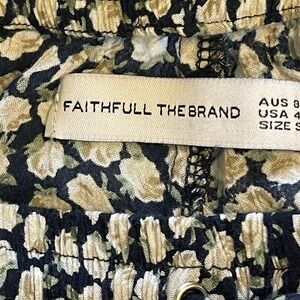 FAITHFULL THE BRAND
AUS 8
USA 4
SIZE S